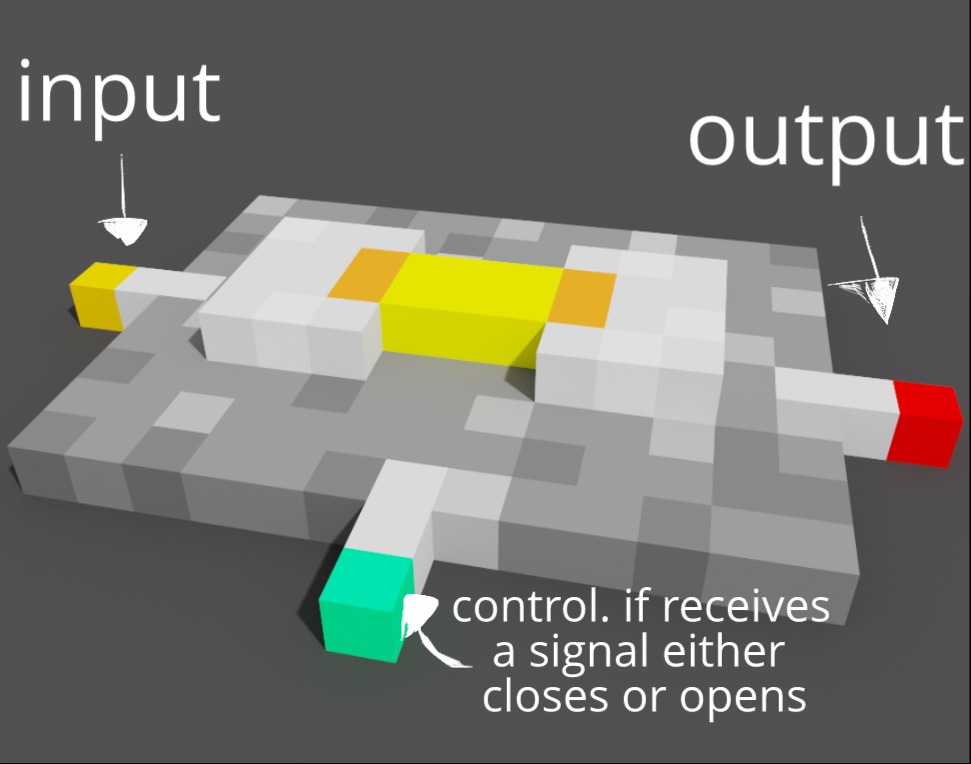 input
output
control. if receives
a signal either
closes or opens